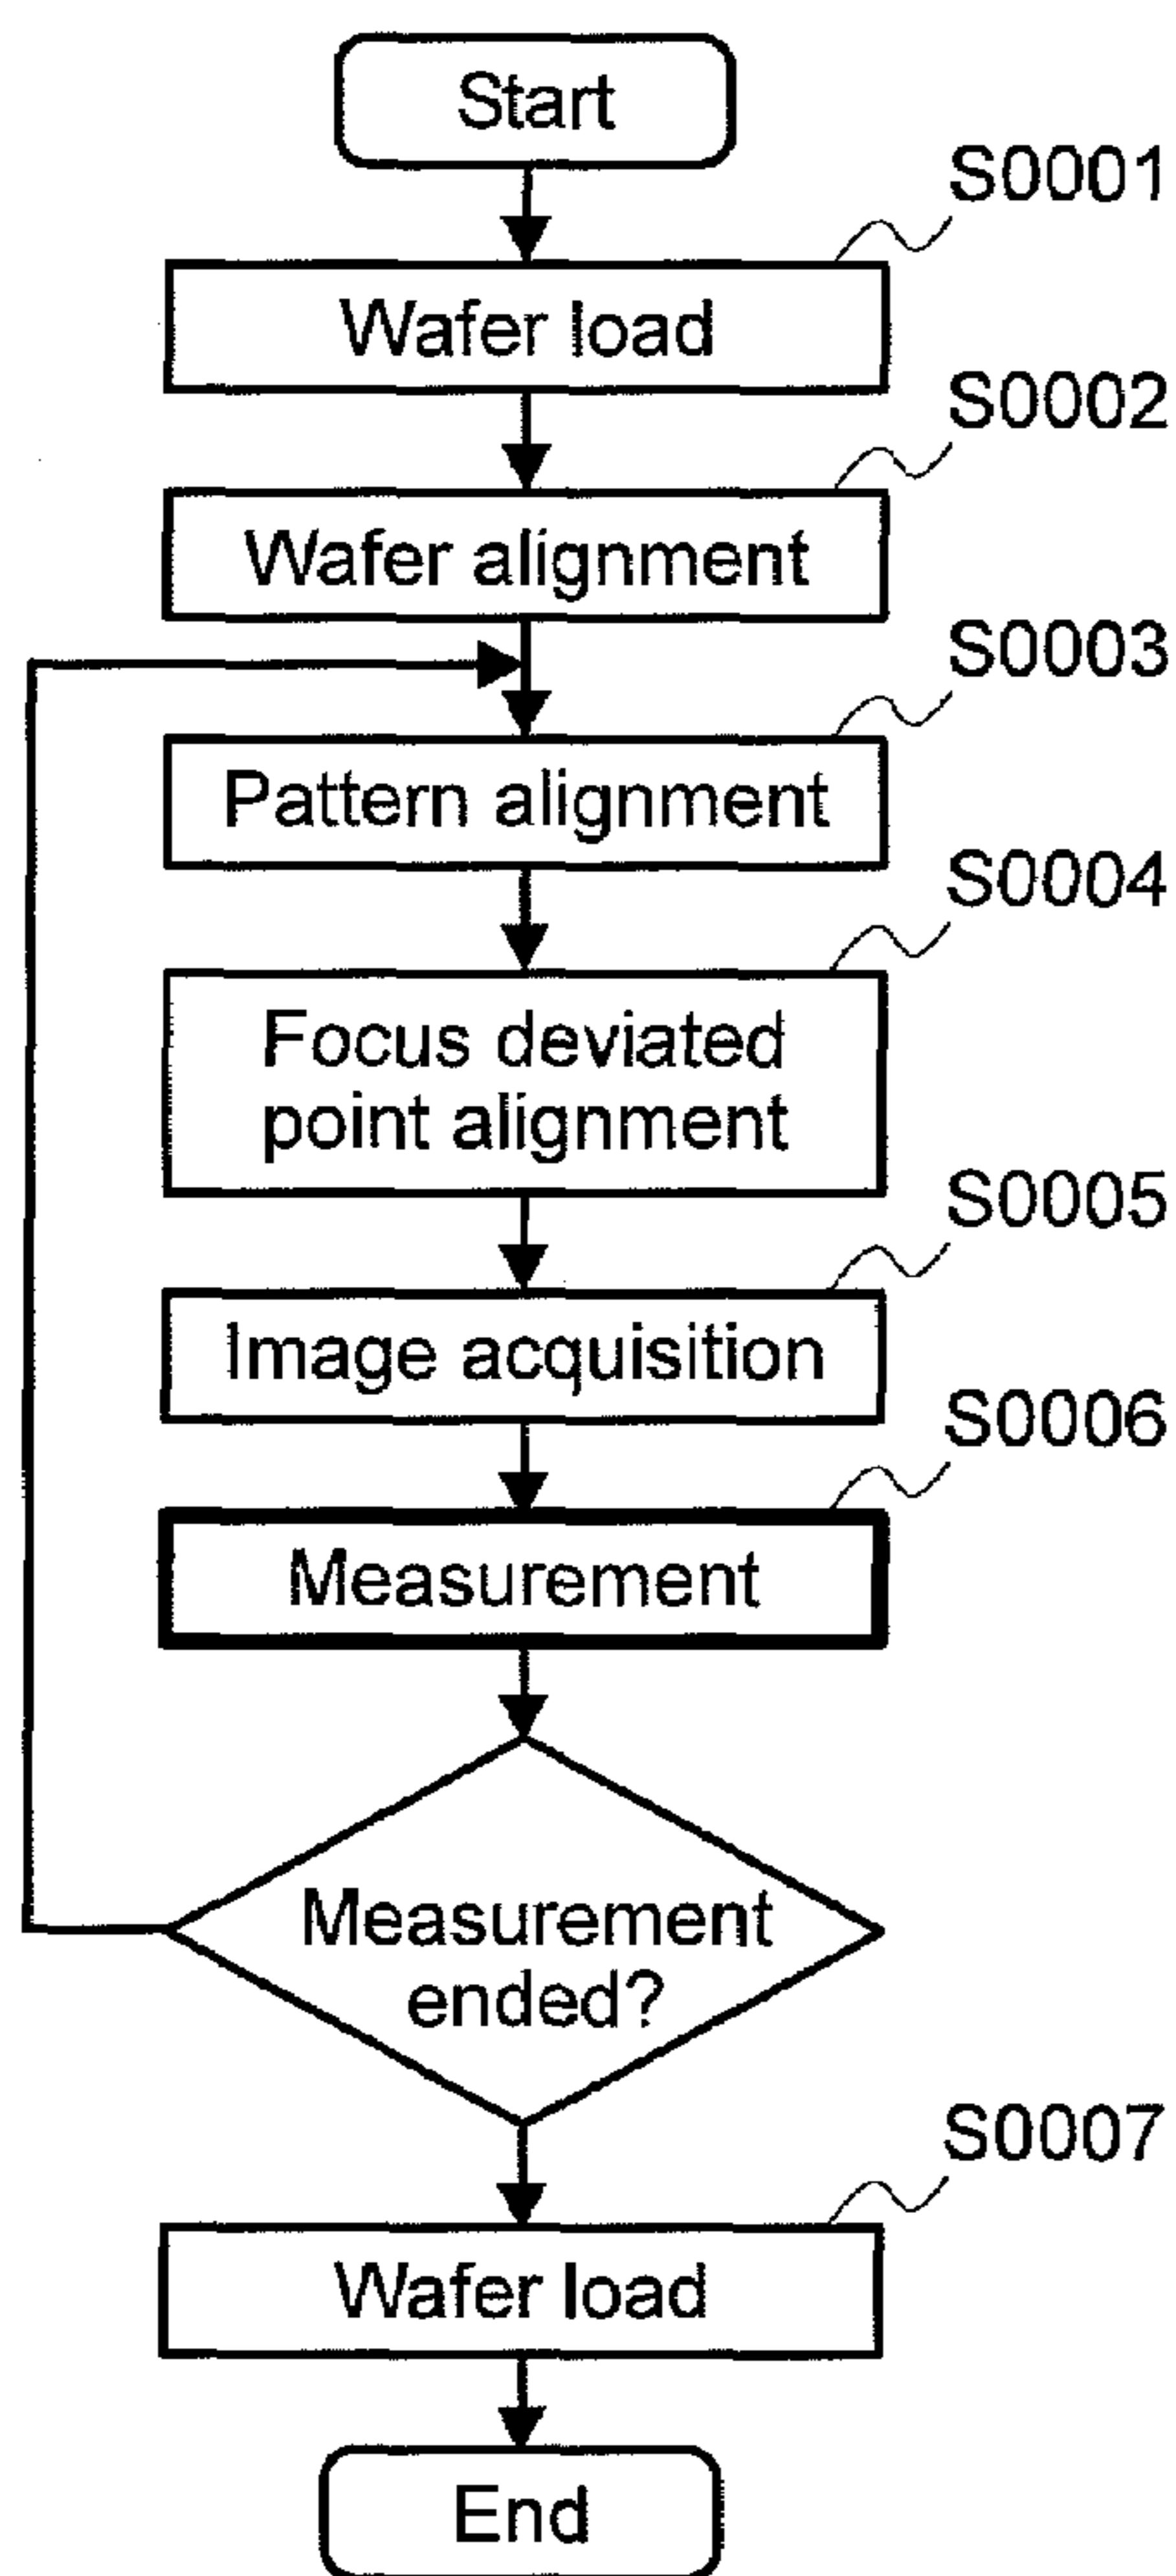 Start
S0001
Wafer load
S0002
Wafer alignment
S0003
Pattern alignment
S0004
Focus deviated
point alignment
S0005
Image acquisition
S0006
Measurement
Measurement
ended?
S0007
Wafer load
End